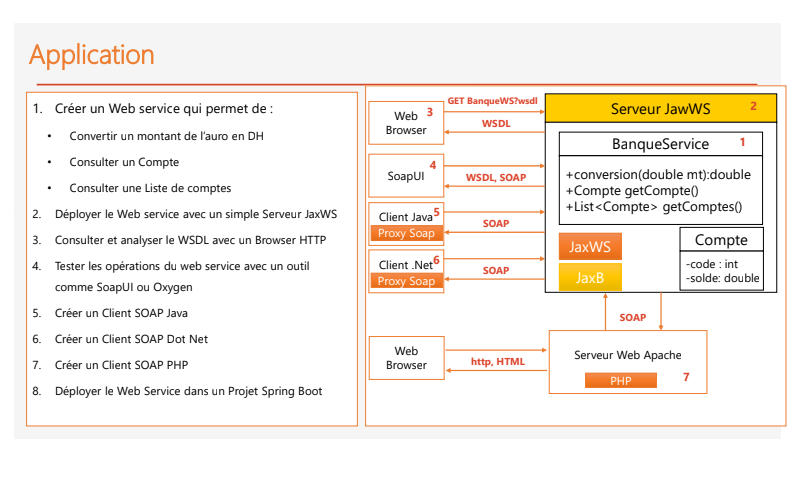 Application
1. Créer un Web service qui permet de :
• Convertir un montant de l'auro en DH
• Consulter un Compte
• Consulter une Liste de comptes
2. Déployer le Web service avec un simple Serveur JaxWS
3. Consulter et analyser le WSDL avec un Browser HTTP
4. Tester les opérations du web service avec un outil
comme SoapUI ou Oxygen
5. Créer un Client SOAP Java
6. Créer un Client SOAP Dot Net
7. Créer un Client SOAP PHP
8. Déployer le Web Service dans un Projet Spring Boot
Web
Browser
3
GET BanqueWS?wsdl
WSDL
SoapUI
4
WSDL, SOAP
Client Java
5
Proxy Soap
SOAP
Client .Net
6
Proxy Soap
SOAP
Serveur JawWS
2
BanqueService
1
+conversion(double mt):double
+Compte getCompte()
+List<Compte> getComptes()
JaxWS
JaxB
Compte
-code : int
-solde: double
SOAP
Web
Browser
http, HTML
Serveur Web Apache
PHP
7